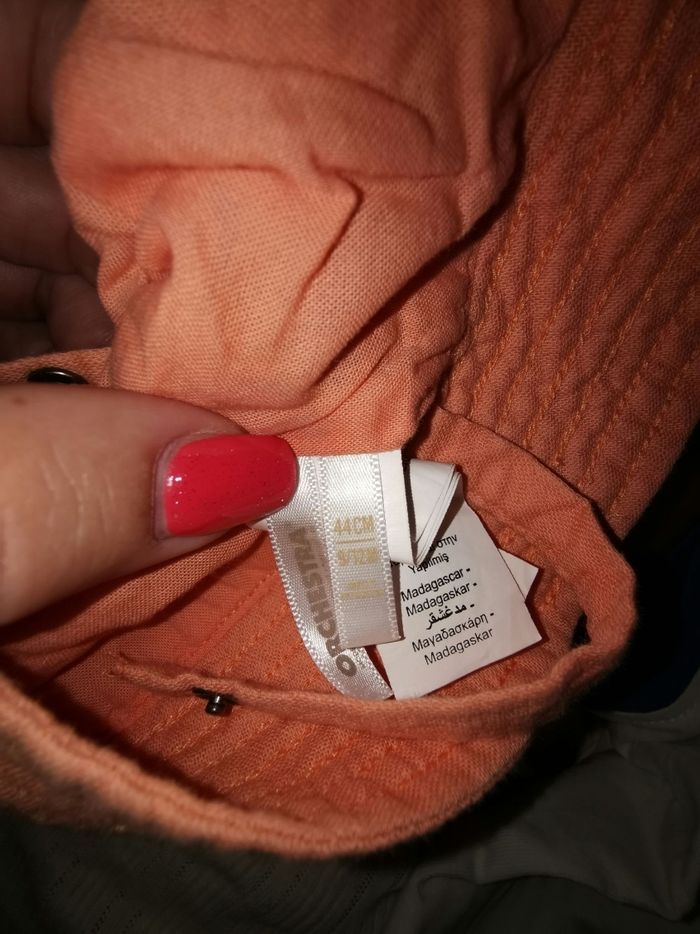 ORCHESTRA
44CM
9/12M
Yapılmış
Madagascar -
Madagaskar -
- مدغشقر
Μαγαδασκάρη -
Madagaskar